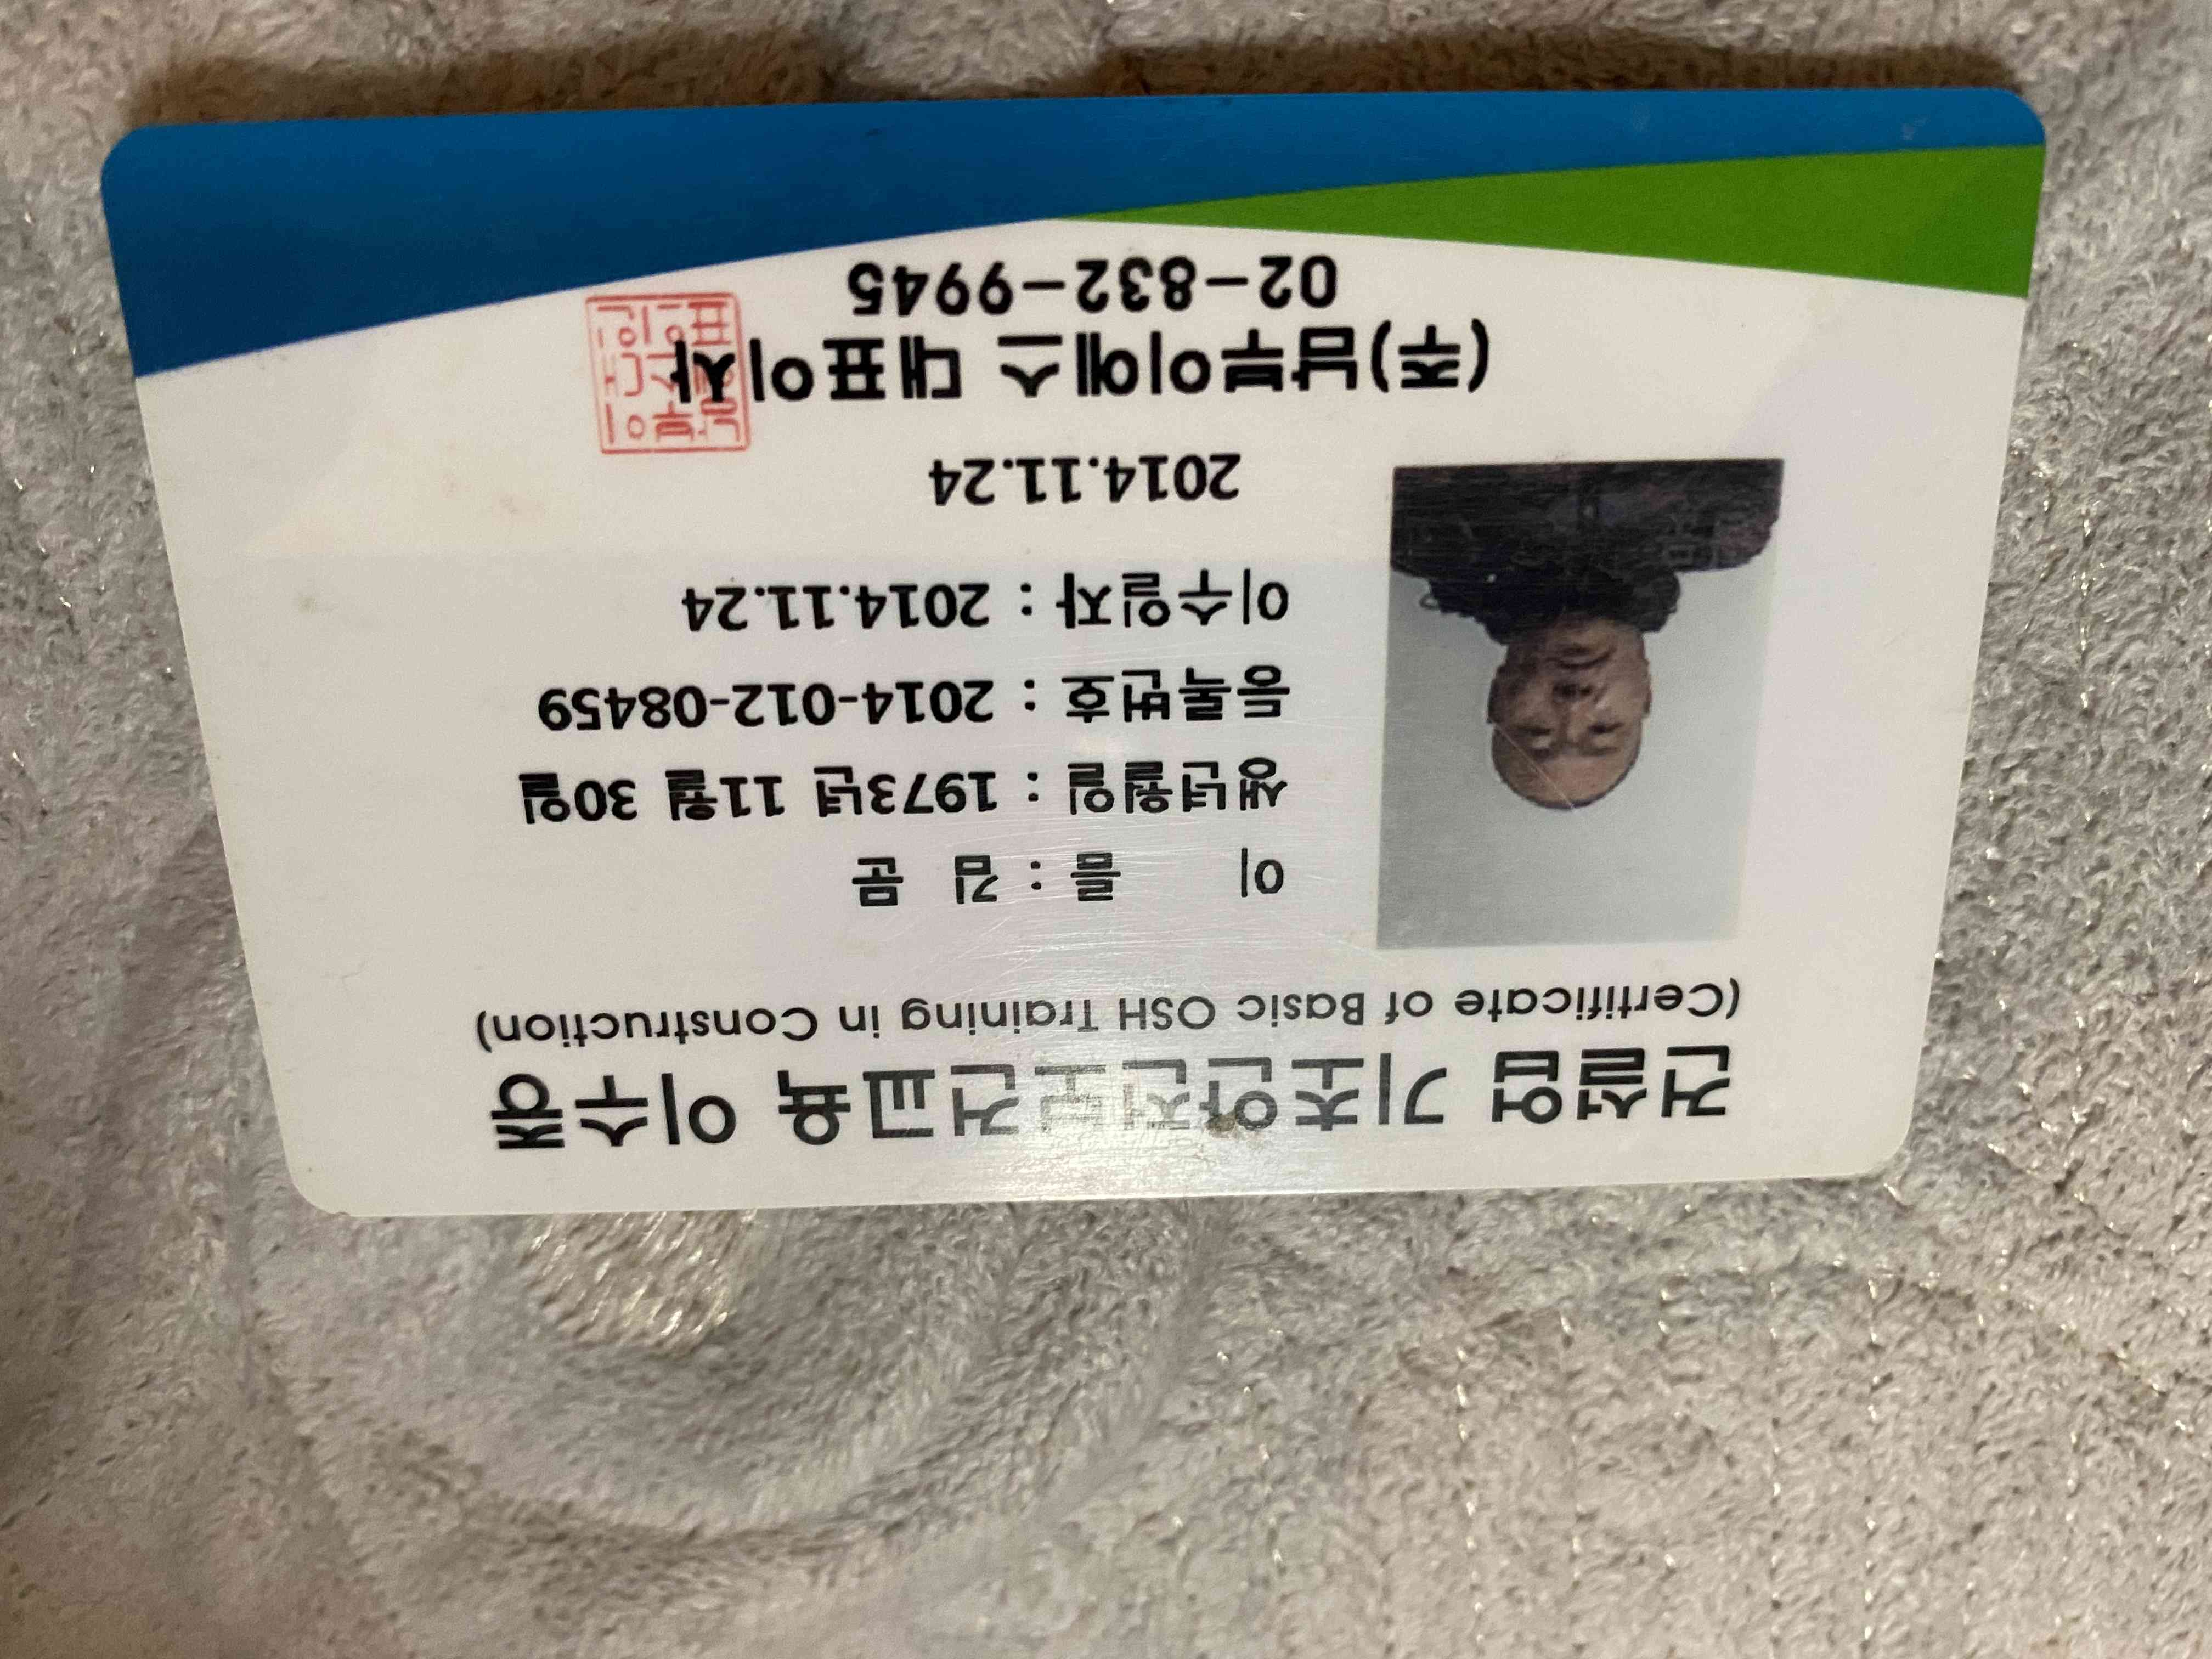 건설업 기초안전보건교육 이수증
(Certificate of Basic OSH Training in Construction)
이 름 : 김 문
생년월일 : 1973년 11월 30일
등록번호 : 2014-012-08459
이수일자 : 2014.11.24
2014.11.24
(주)남부이에스 대표이사
02-832-9945